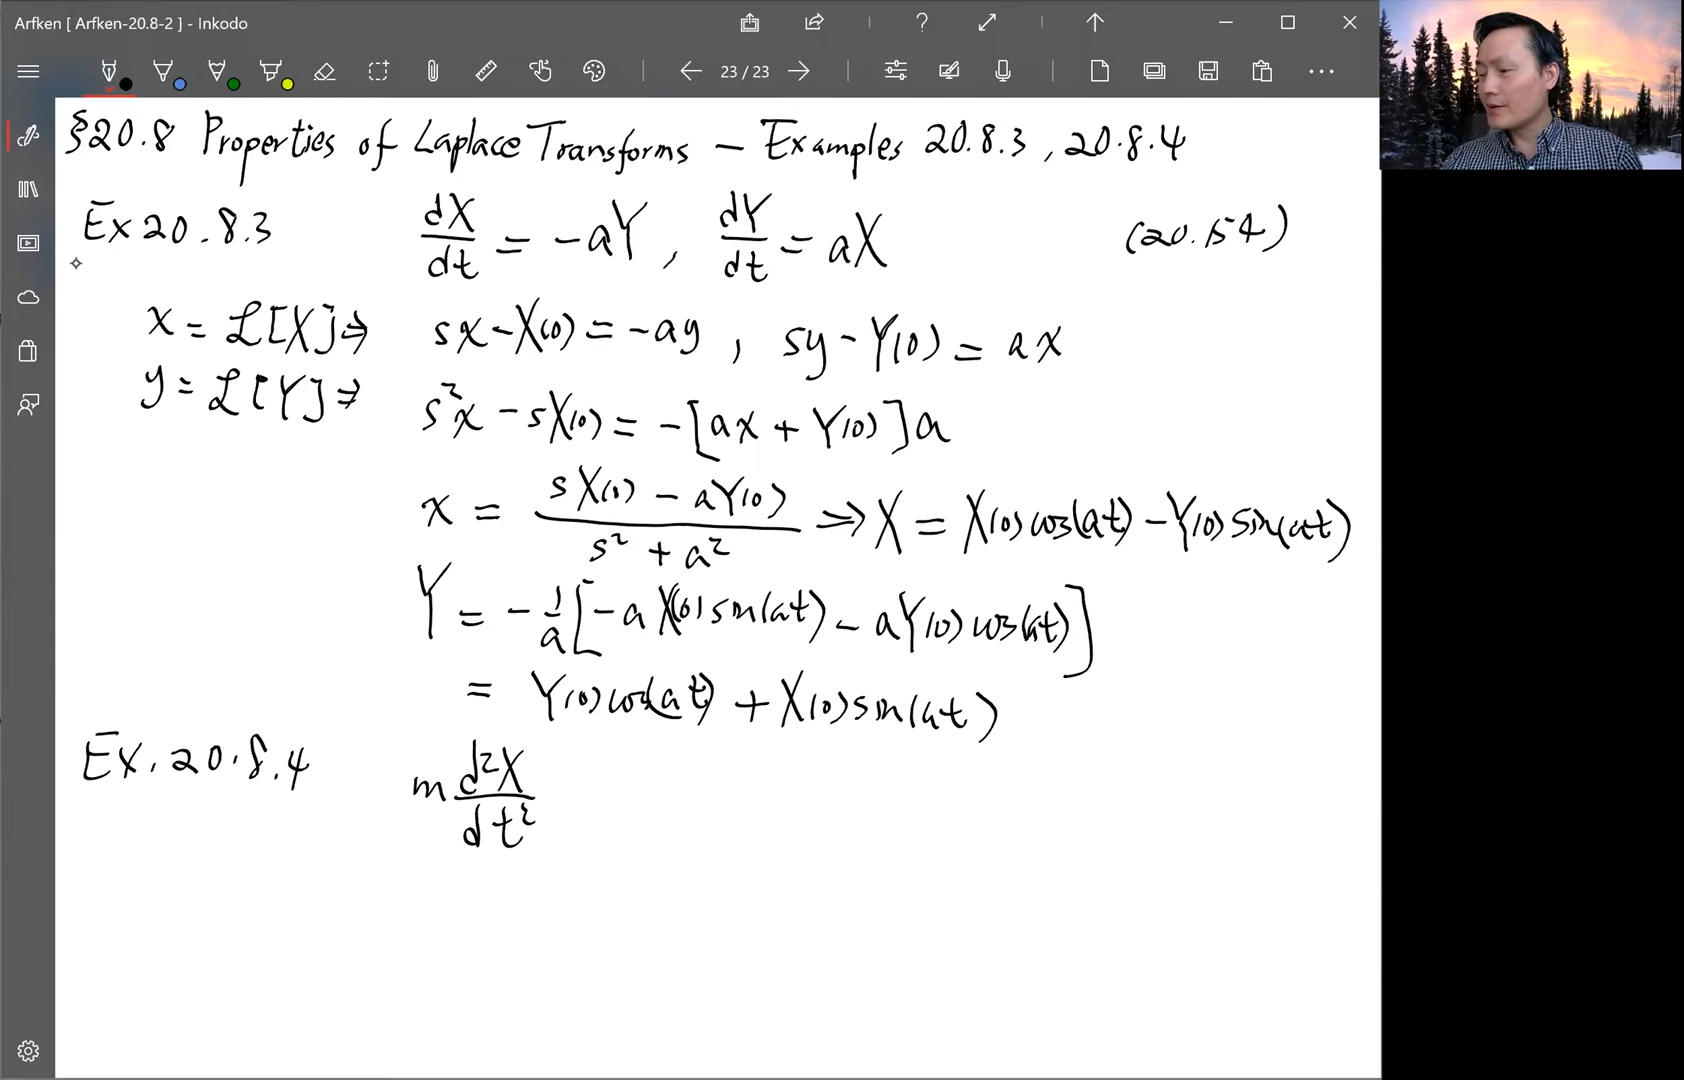 Arfken [ Arfken-20.8-2 ] - Inkodo
23 / 23
§20.8 Properties of Laplace Transforms — Examples 20.8.3, 20.8.4
Ex 20.8.3 dX/dt = -aY, dY/dt = aX (20.154)
x = ℒ[X] ⇒ sx - X(0) = -ay, sy - Y(0) = ax
y = ℒ[Y] ⇒ s²x - sX(0) = -[ax + Y(0)]a
x = (sX(0) - aY(0))/(s² + a²) ⇒ X = X(0)cos(at) - Y(0)sin(at)
Y = -1/a[-aX(0)sin(at) - aY(0)cos(at)]
= Y(0)cos(at) + X(0)sin(at)
Ex. 20.8.4 m d²X/dt²